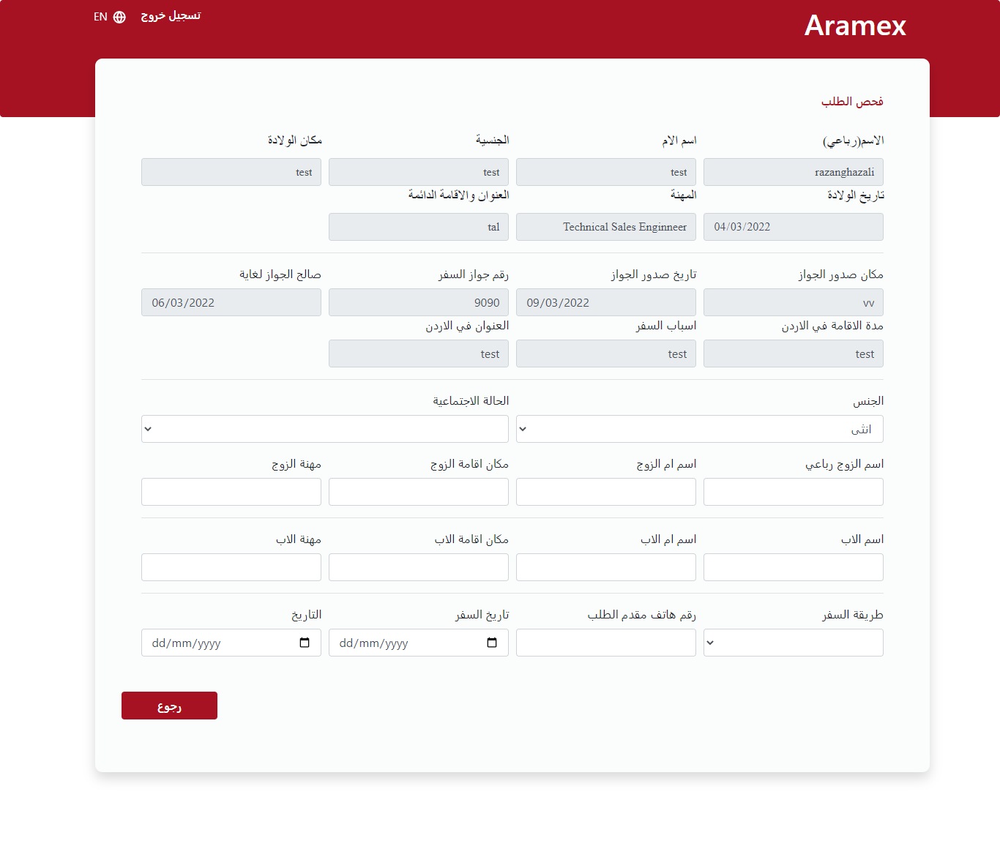 Aramex
تسجيل خروج EN
فحص الطلب
الاسم(رباعي) اسم الام الجنسية مكان الولادة
razanghazali test test test
تاريخ الولادة المهنة العنوان والاقامة الدائمة
04/03/2022 Technical Sales Enginneer tal
مكان صدور الجواز تاريخ صدور الجواز رقم جواز السفر صالح الجواز لغاية
vv 09/03/2022 9090 06/03/2022
مدة الاقامة في الاردن اسباب السفر العنوان في الاردن
test test test
الجنس الحالة الاجتماعية
انثى
اسم الزوج رباعي اسم ام الزوج مكان اقامة الزوج مهنة الزوج
اسم الاب اسم ام الاب مكان اقامة الاب مهنة الاب
طريقة السفر رقم هاتف مقدم الطلب تاريخ السفر التاريخ
dd/mm/yyyy dd/mm/yyyy
رجوع